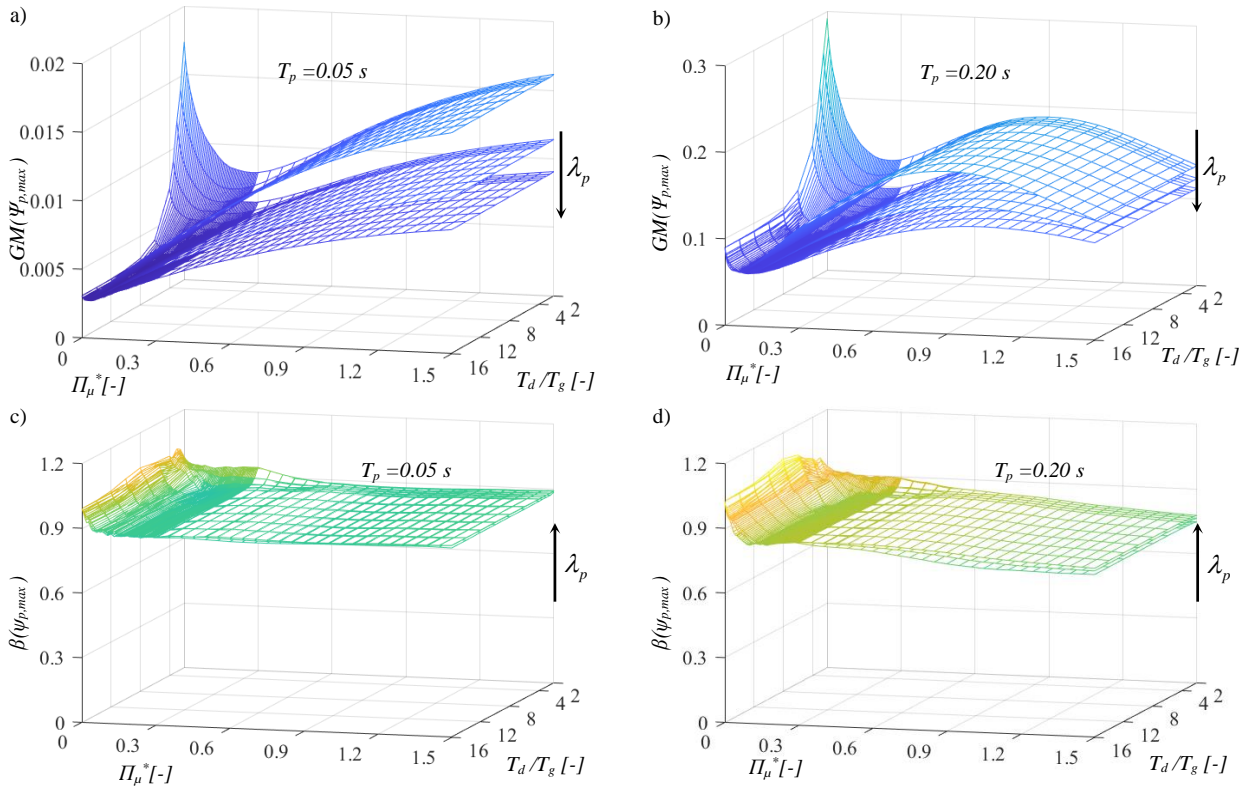 a)
T_p =0.05 s
0.02
0.015
0.01
0.005
0
GM(Ψ_p,max)
λ_p
0
0.3
0.6
0.9
1.2
1.5
Π_μ*[-]
16
12
8
4
2
T_d /T_g [-]
b)
T_p =0.20 s
0.3
0.2
0.1
0
GM(Ψ_p,max)
λ_p
0
0.3
0.6
0.9
1.2
1.5
Π_μ*[-]
16
12
8
4
2
T_d /T_g [-]
c)
T_p =0.05 s
1.2
0.9
0.6
0.3
0
β(ψ_p,max)
λ_p
0
0.3
0.6
0.9
1.2
1.5
Π_μ*[-]
16
12
8
4
2
T_d /T_g [-]
d)
T_p =0.20 s
1.2
0.9
0.6
0.3
0
β(ψ_p,max)
λ_p
0
0.3
0.6
0.9
1.2
1.5
Π_μ*[-]
16
12
8
4
2
T_d /T_g [-]